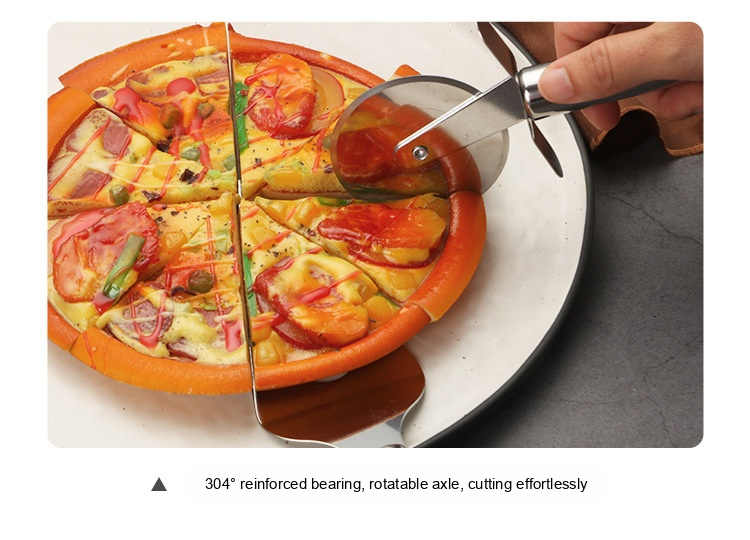 304° reinforced bearing, rotatable axle, cutting effortlessly